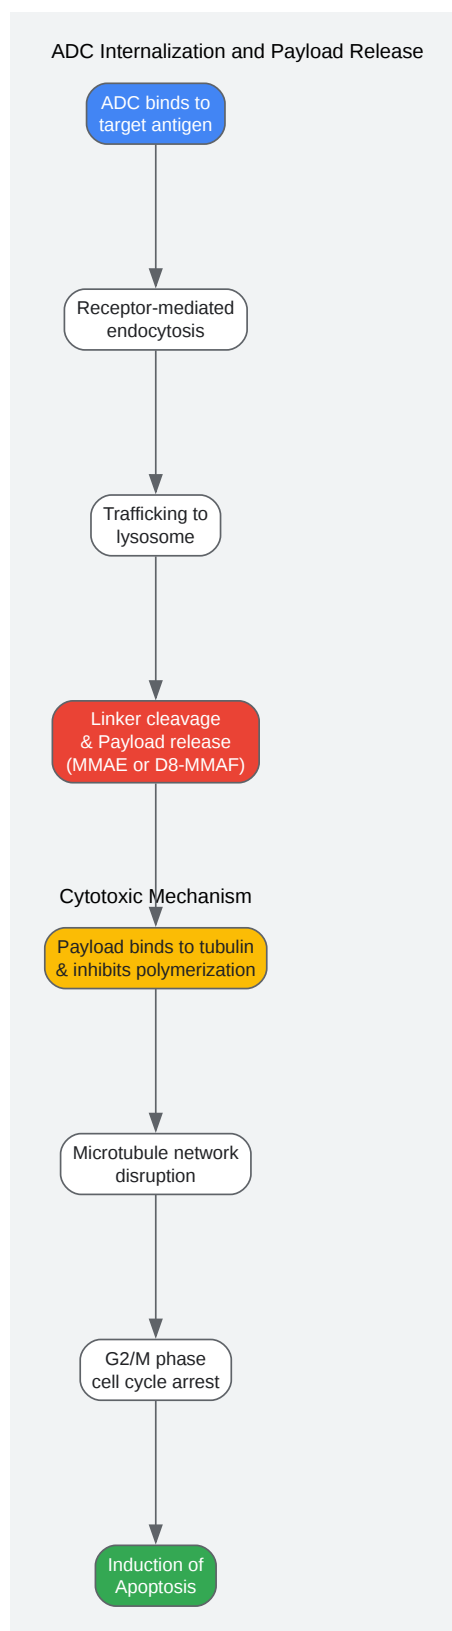 ADC Internalization and Payload Release
ADC binds to
target antigen
Receptor-mediated
endocytosis
Trafficking to
lysosome
Linker cleavage
& Payload release
(MMAE or D8-MMAF)
Cytotoxic Mechanism
Payload binds to tubulin
& inhibits polymerization
Microtubule network
disruption
G2/M phase
cell cycle arrest
Induction of
Apoptosis